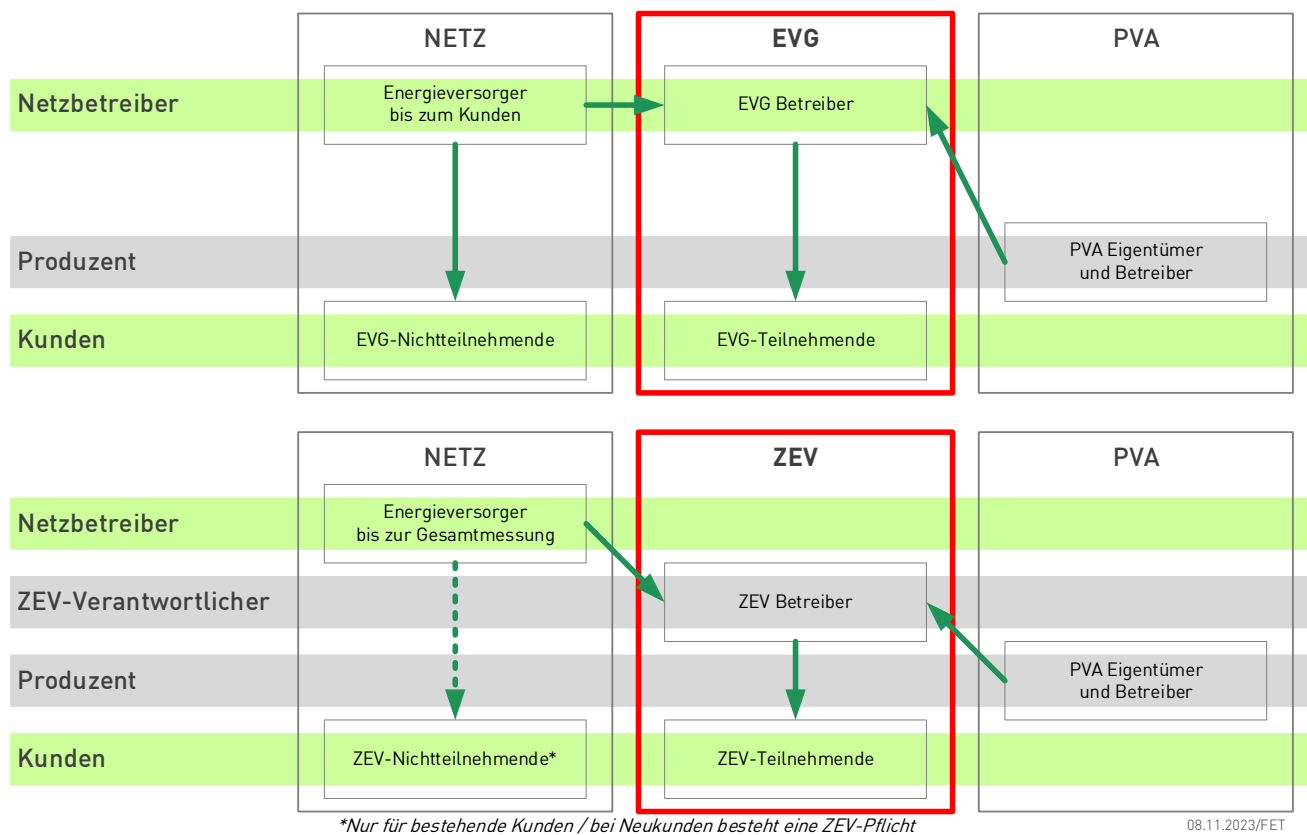 NETZ
EVG
PVA
Netzbetreiber
Energieversorger
bis zum Kunden
EVG Betreiber
Produzent
PVA Eigentümer
und Betreiber
Kunden
EVG-Nichtteilnehmende
EVG-Teilnehmende
NETZ
ZEV
PVA
Netzbetreiber
Energieversorger
bis zur Gesamtmessung
ZEV-Verantwortlicher
ZEV Betreiber
Produzent
PVA Eigentümer
und Betreiber
Kunden
ZEV-Nichtteilnehmende*
ZEV-Teilnehmende
*Nur für bestehende Kunden / bei Neukunden besteht eine ZEV-Pflicht
08.11.2023/FET